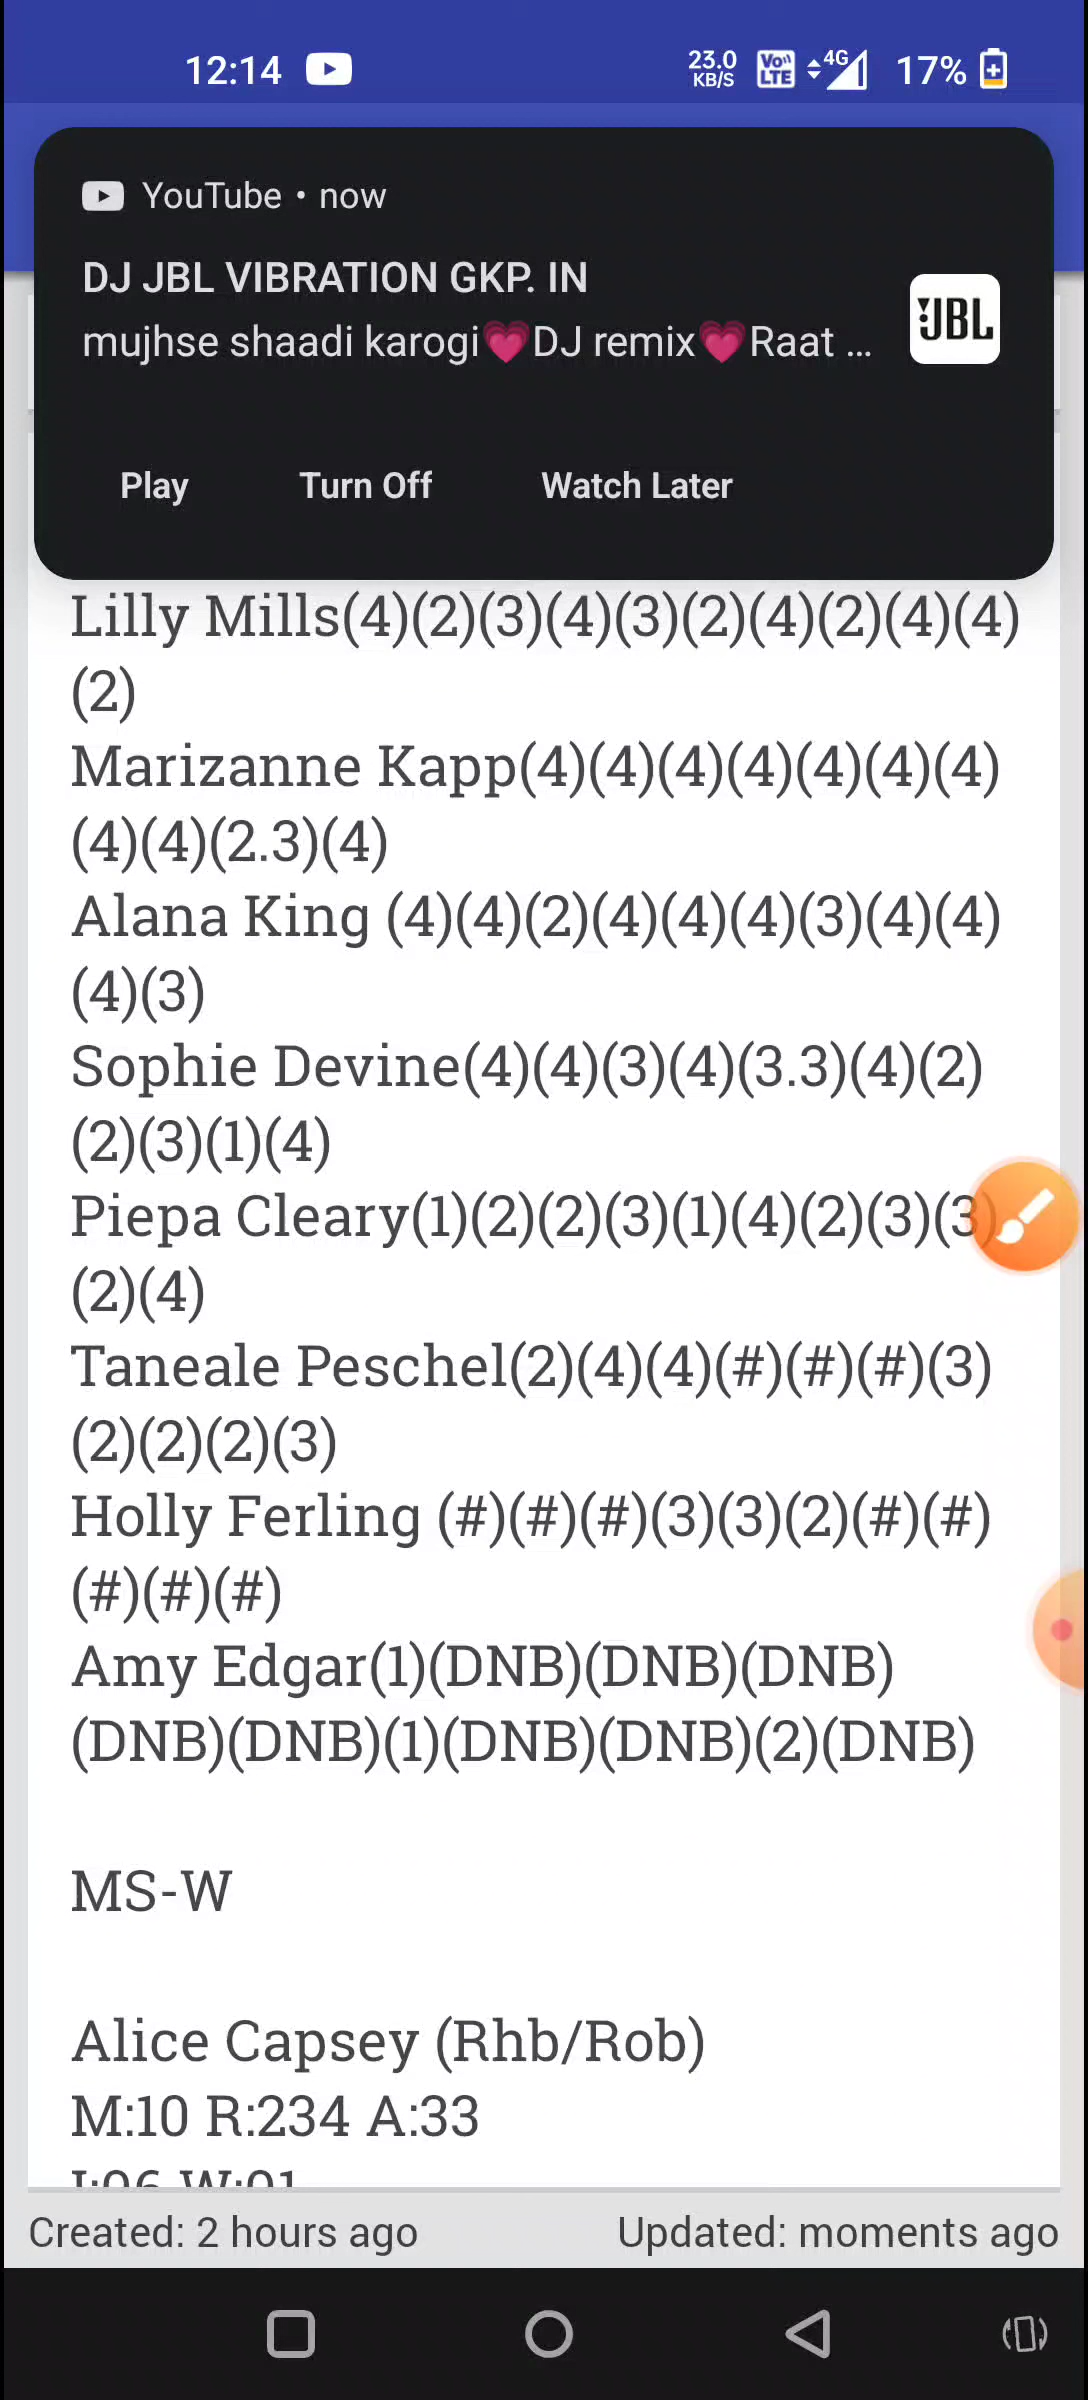 12:14
23.0 KB/S Vo)) LTE 4G 17%
YouTube • now
DJ JBL VIBRATION GKP. IN
mujhse shaadi karogi💗DJ remix💗Raat ...
JBL
Play Turn Off Watch Later
Lilly Mills(4)(2)(3)(4)(3)(2)(4)(2)(4)(4)
(2)
Marizanne Kapp(4)(4)(4)(4)(4)(4)(4)
(4)(4)(2.3)(4)
Alana King (4)(4)(2)(4)(4)(4)(3)(4)(4)
(4)(3)
Sophie Devine(4)(4)(3)(4)(3.3)(4)(2)
(2)(3)(1)(4)
Piepa Cleary(1)(2)(2)(3)(1)(4)(2)(3)(3)
(2)(4)
Taneale Peschel(2)(4)(4)(#)(#)(#)(3)
(2)(2)(2)(3)
Holly Ferling (#)(#)(#)(3)(3)(2)(#)(#)
(#)(#)(#)
Amy Edgar(1)(DNB)(DNB)(DNB)
(DNB)(DNB)(1)(DNB)(DNB)(2)(DNB)
MS-W
Alice Capsey (Rhb/Rob)
M:10 R:234 A:33
I:06 W:01
Created: 2 hours ago Updated: moments ago